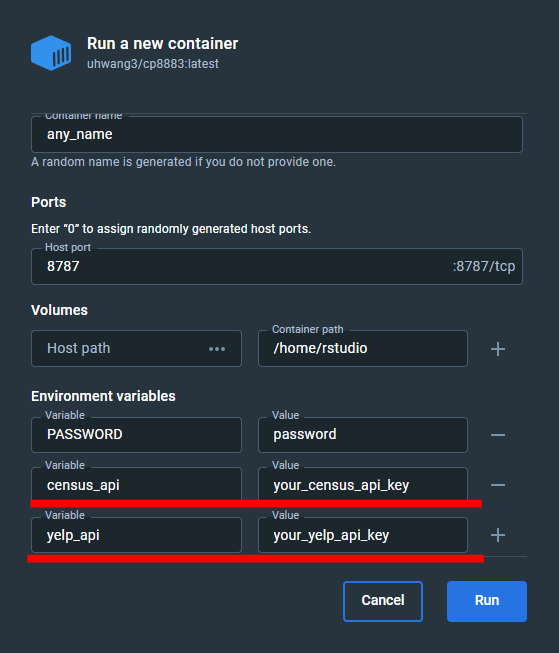 Run a new container
uhwang3/cp8883:latest
Container name
any_name
A random name is generated if you do not provide one.
Ports
Enter “0” to assign randomly generated host ports.
Host port
8787 :8787/tcp
Volumes
Container path
Host path ••• /home/rstudio
Environment variables
Variable Value
PASSWORD password
Variable Value
census_api your_census_api_key
Variable Value
yelp_api your_yelp_api_key
Cancel Run